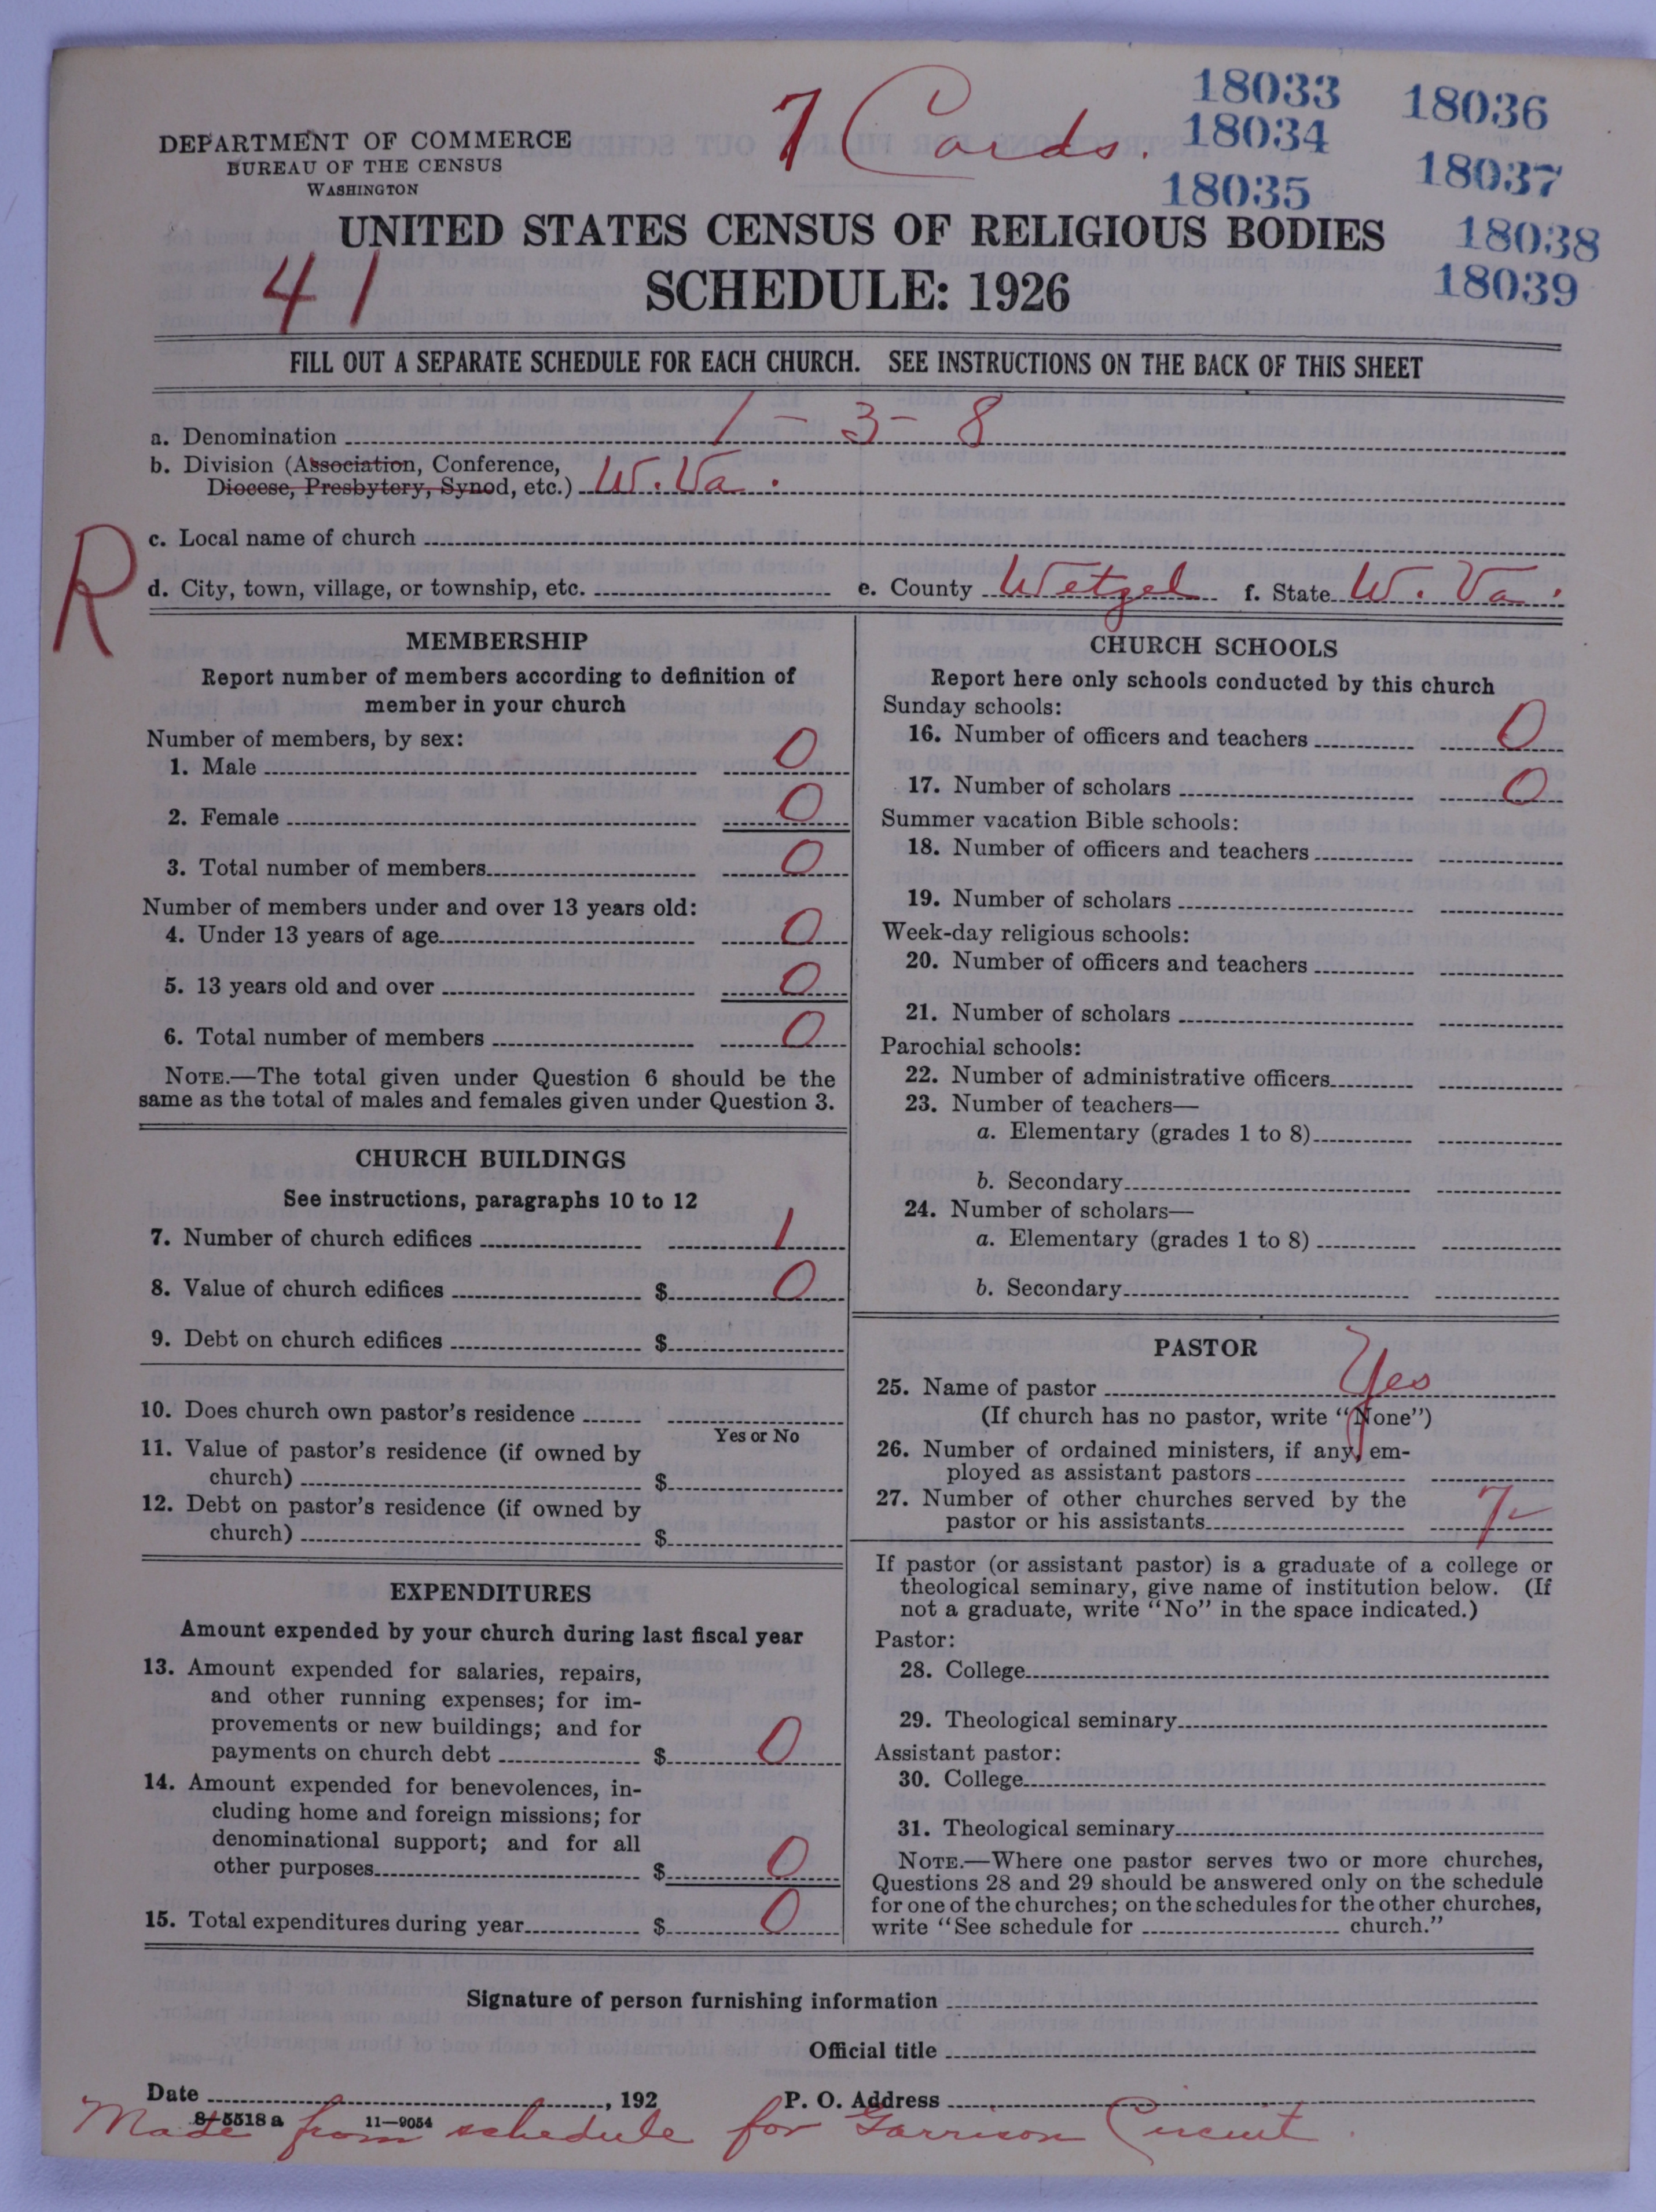 7 Cards.
18033
18034
18035
18036
18037
18038
18039
DEPARTMENT OF COMMERCE
BUREAU OF THE CENSUS
WASHINGTON
UNITED STATES CENSUS OF RELIGIOUS BODIES
41
SCHEDULE: 1926
FILL OUT A SEPARATE SCHEDULE FOR EACH CHURCH. SEE INSTRUCTIONS ON THE BACK OF THIS SHEET
a. Denomination 1 - 3 - 8
b. Division (Association, Conference,
Diocese, Presbytery, Synod, etc.) W. Va.
c. Local name of church
R
d. City, town, village, or township, etc. e. County Wetzel f. State W. Va.
MEMBERSHIP
Report number of members according to definition of
member in your church
Number of members, by sex:
1. Male 0
2. Female 0
3. Total number of members 0
Number of members under and over 13 years old:
4. Under 13 years of age 0
5. 13 years old and over 0
6. Total number of members 0
NOTE.—The total given under Question 6 should be the
same as the total of males and females given under Question 3.
CHURCH BUILDINGS
See instructions, paragraphs 10 to 12
7. Number of church edifices 1
8. Value of church edifices $ 0
9. Debt on church edifices $
10. Does church own pastor's residence
Yes or No
11. Value of pastor's residence (if owned by
church) $
12. Debt on pastor's residence (if owned by
church) $
EXPENDITURES
Amount expended by your church during last fiscal year
13. Amount expended for salaries, repairs,
and other running expenses; for im-
provements or new buildings; and for
payments on church debt $ 0
14. Amount expended for benevolences, in-
cluding home and foreign missions; for
denominational support; and for all
other purposes $ 0
15. Total expenditures during year $ 0
CHURCH SCHOOLS
Report here only schools conducted by this church
Sunday schools:
16. Number of officers and teachers 0
17. Number of scholars 0
Summer vacation Bible schools:
18. Number of officers and teachers
19. Number of scholars
Week-day religious schools:
20. Number of officers and teachers
21. Number of scholars
Parochial schools:
22. Number of administrative officers
23. Number of teachers—
a. Elementary (grades 1 to 8)
b. Secondary
24. Number of scholars—
a. Elementary (grades 1 to 8)
b. Secondary
PASTOR
25. Name of pastor Yes
(If church has no pastor, write "None")
26. Number of ordained ministers, if any, em-
ployed as assistant pastors
27. Number of other churches served by the
pastor or his assistants 7
If pastor (or assistant pastor) is a graduate of a college or
theological seminary, give name of institution below. (If
not a graduate, write "No" in the space indicated.)
Pastor:
28. College
29. Theological seminary
Assistant pastor:
30. College
31. Theological seminary
NOTE.—Where one pastor serves two or more churches,
Questions 28 and 29 should be answered only on the schedule
for one of the churches; on the schedules for the other churches,
write "See schedule for church."
Signature of person furnishing information
Official title
Date , 192 P. O. Address
8-5518 a 11-9054
Made from schedule for Garrison Circuit.